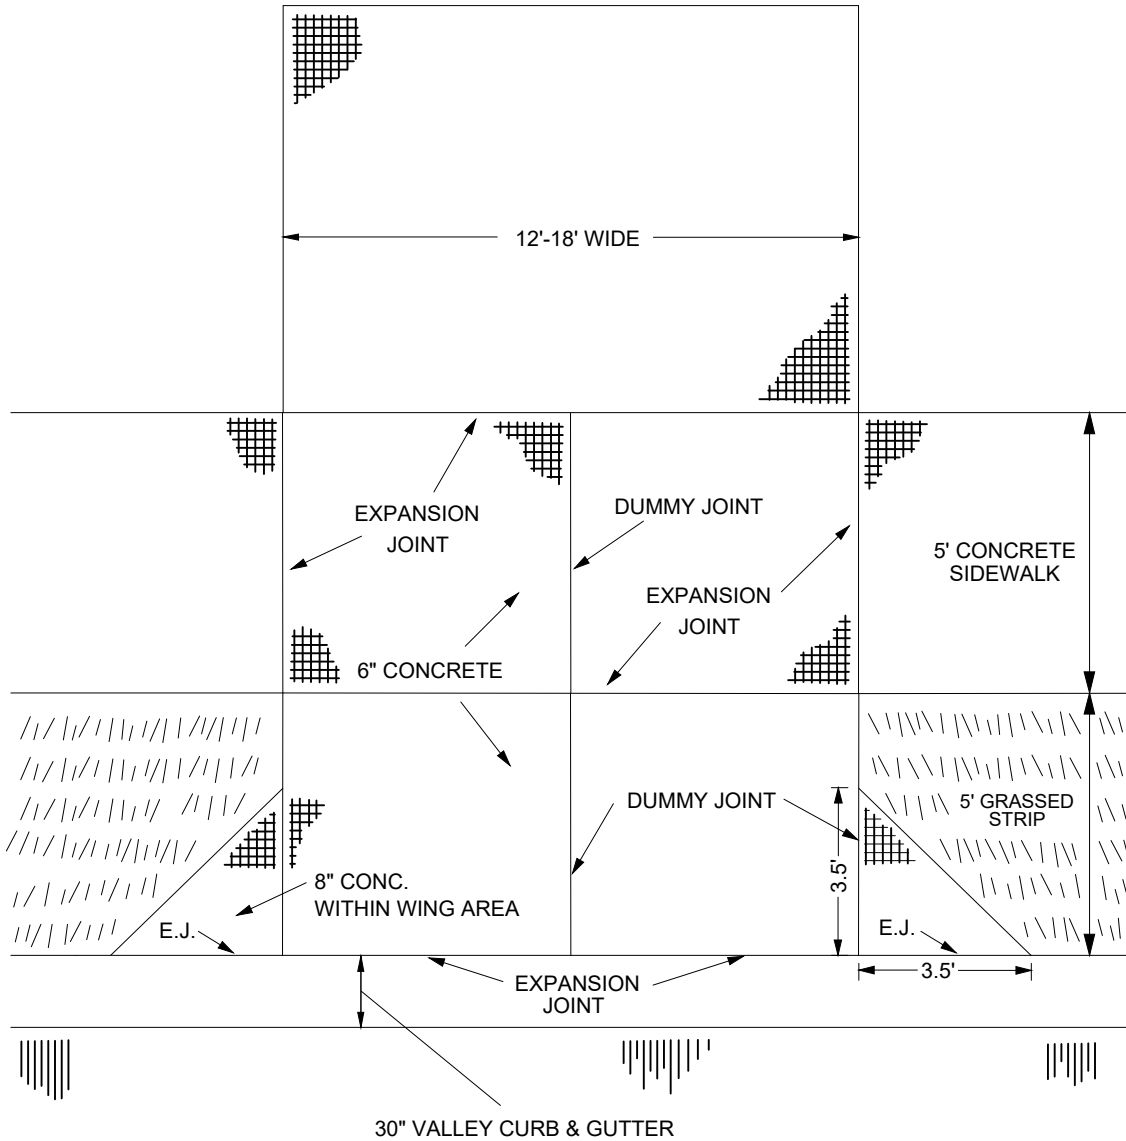 12'-18' WIDE
EXPANSION
JOINT
DUMMY JOINT
5' CONCRETE
SIDEWALK
EXPANSION
JOINT
6" CONCRETE
DUMMY JOINT
5' GRASSED
STRIP
3.5'
8" CONC.
WITHIN WING AREA
E.J.
E.J.
3.5'
EXPANSION
JOINT
30" VALLEY CURB & GUTTER